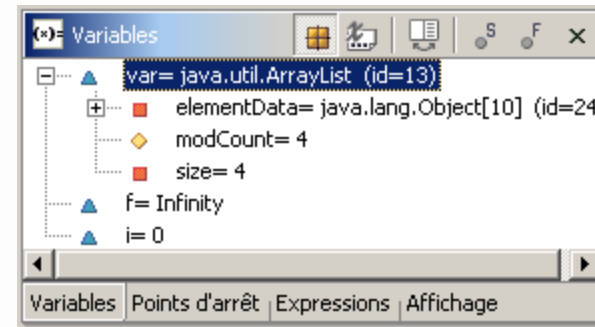 (x)= Variables
var= java.util.ArrayList (id=13)
elementData= java.lang.Object[10] (id=24
modCount= 4
size= 4
f= Infinity
i= 0
Variables Points d'arrêt Expressions Affichage